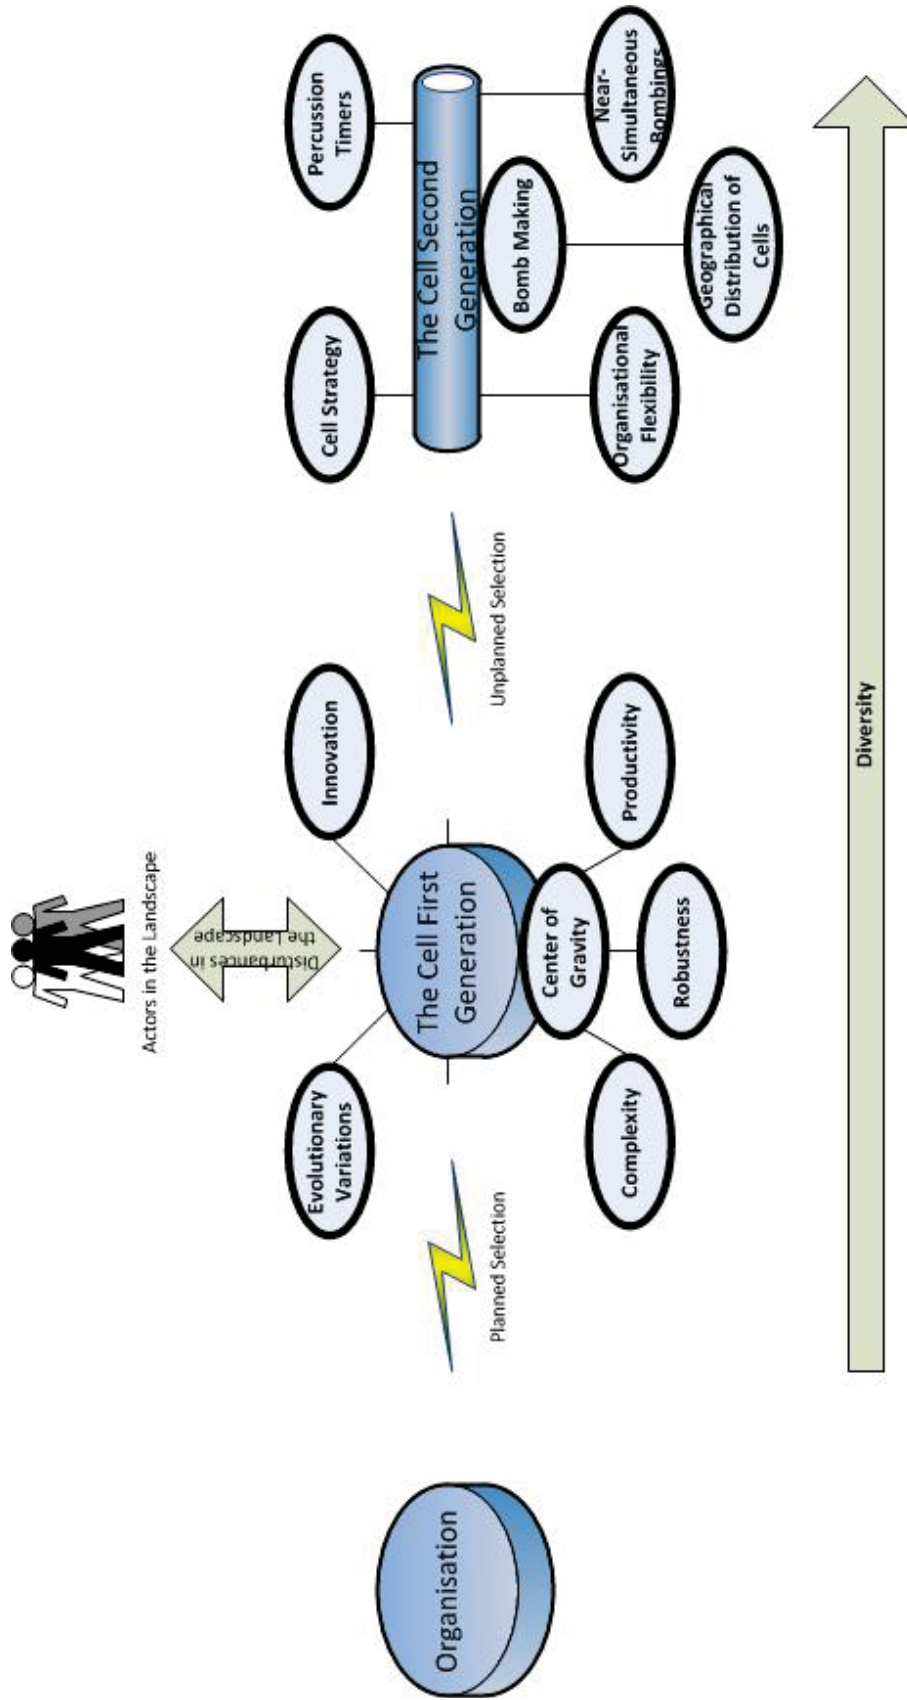 Actors in the Landscape
Disturbances in
the Landscape
Evolutionary
Variations
Innovation
Cell Strategy
Percussion
Timers
Organisation
Planned Selection
The Cell First
Generation
Center of
Gravity
Unplanned Selection
The Cell Second
Generation
Bomb Making
Complexity
Robustness
Productivity
Organisational
Flexibility
Geographical
Distribution of
Cells
Near-
Simultaneous
Bombings
Diversity